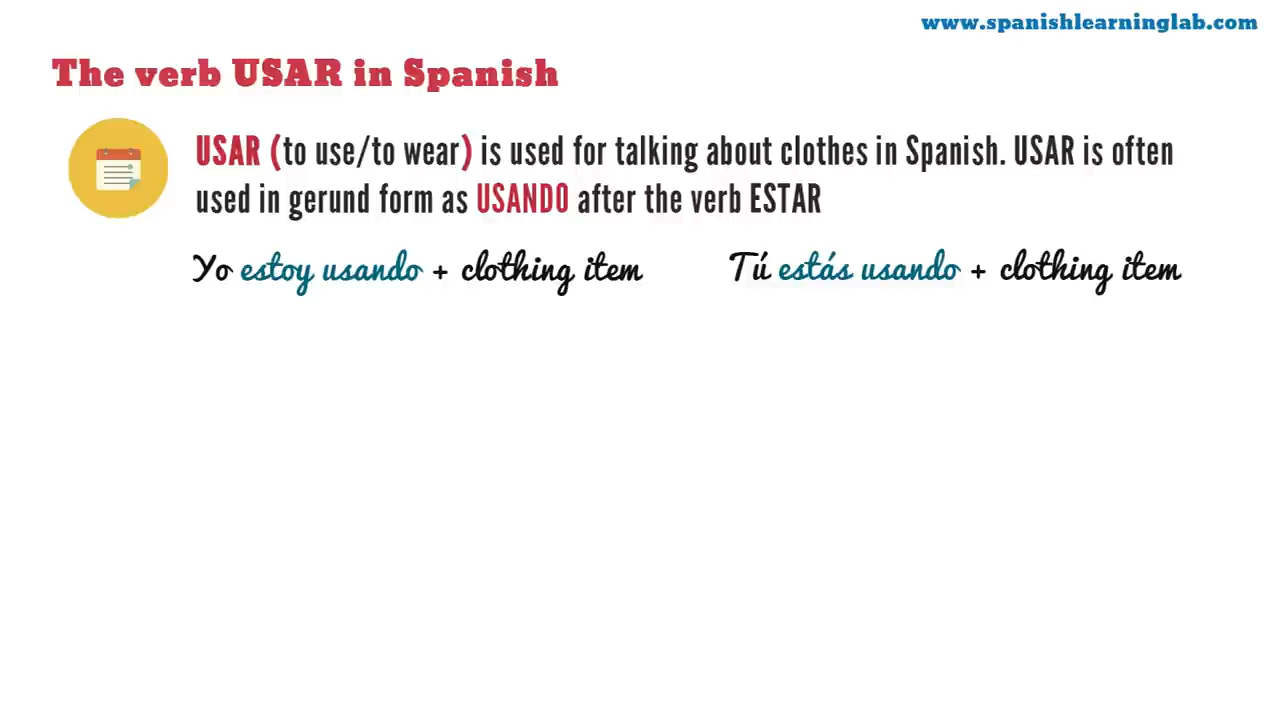 www.spanishlearninglab.com
The verb USAR in Spanish
USAR (to use/to wear) is used for talking about clothes in Spanish. USAR is often
used in gerund form as USANDO after the verb ESTAR
Yo estoy usando + clothing item
Tú estás usando + clothing item